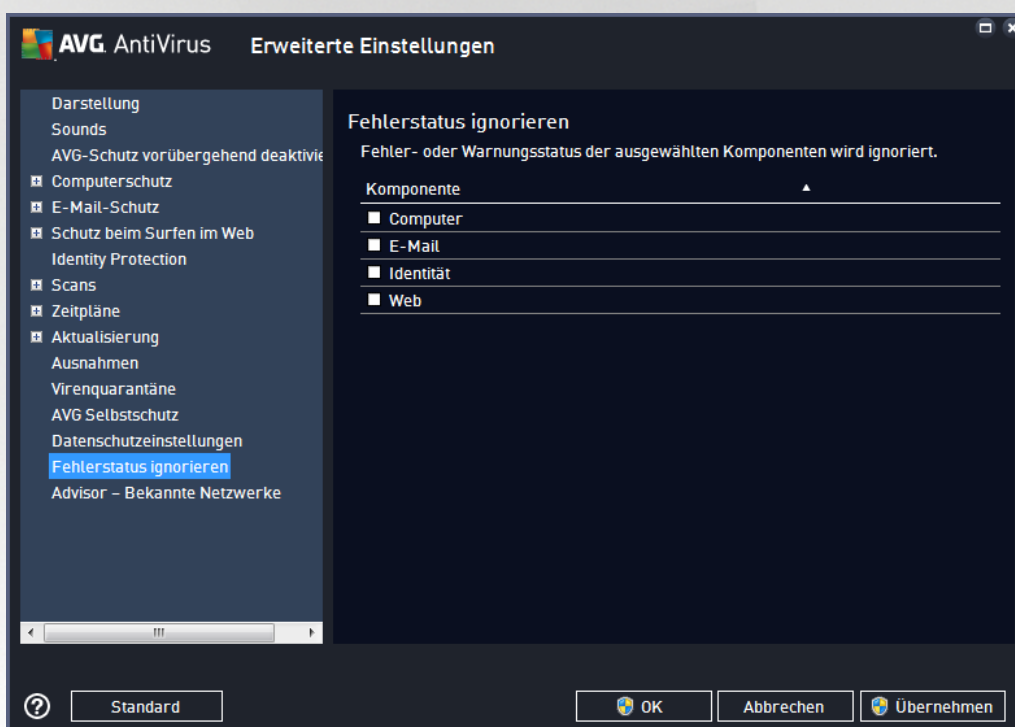 AVG. AntiVirus Erweiterte Einstellungen
Darstellung
Sounds
AVG-Schutz vorübergehend deaktivie
Computerschutz
E-Mail-Schutz
Schutz beim Surfen im Web
Identity Protection
Scans
Zeitpläne
Aktualisierung
Ausnahmen
Virenquarantäne
AVG Selbstschutz
Datenschutzeinstellungen
Fehlerstatus ignorieren
Advisor – Bekannte Netzwerke
Fehlerstatus ignorieren
Fehler- oder Warnungsstatus der ausgewählten Komponenten wird ignoriert.
Komponente
Computer
E-Mail
Identität
Web
? Standard OK Abbrechen Übernehmen